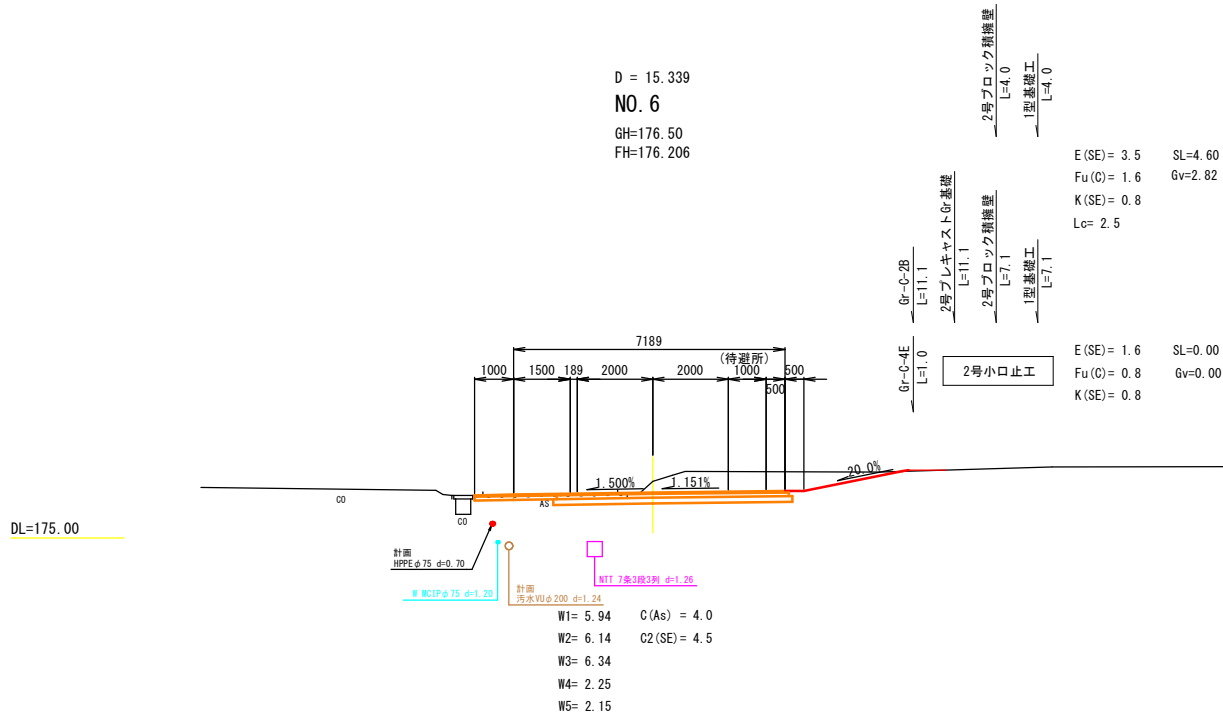 D = 15.339
NO.6
GH=176.50
FH=176.206
2号ブロック積擁壁
L=4.0
1型基礎工
L=4.0
E(SE)= 3.5 SL=4.60
Fu(C)= 1.6 Gv=2.82
K(SE)= 0.8
Lc= 2.5
Gr-C-2B
L=11.1
2号プレキャストGr基礎
L=11.1
2号ブロック積擁壁
L=7.1
1型基礎工
L=7.1
Gr-C-4E
L=1.0
2号小口止工
E(SE)= 1.6 SL=0.00
Fu(C)= 0.8 Gv=0.00
K(SE)= 0.8
7189
(待避所)
1000 1500 189 2000 2000 1000 500
500
20.0%
1.500% 1.151%
CO
AS
CO
DL=175.00
計画
HPPEφ75 d=0.70
NTT 7条3段3列 d=1.26
計画
汚水VUφ200 d=1.24
W1= 5.94 C(As) = 4.0
W2= 6.14 C2(SE) = 4.5
W3= 6.34
W4= 2.25
W5= 2.15